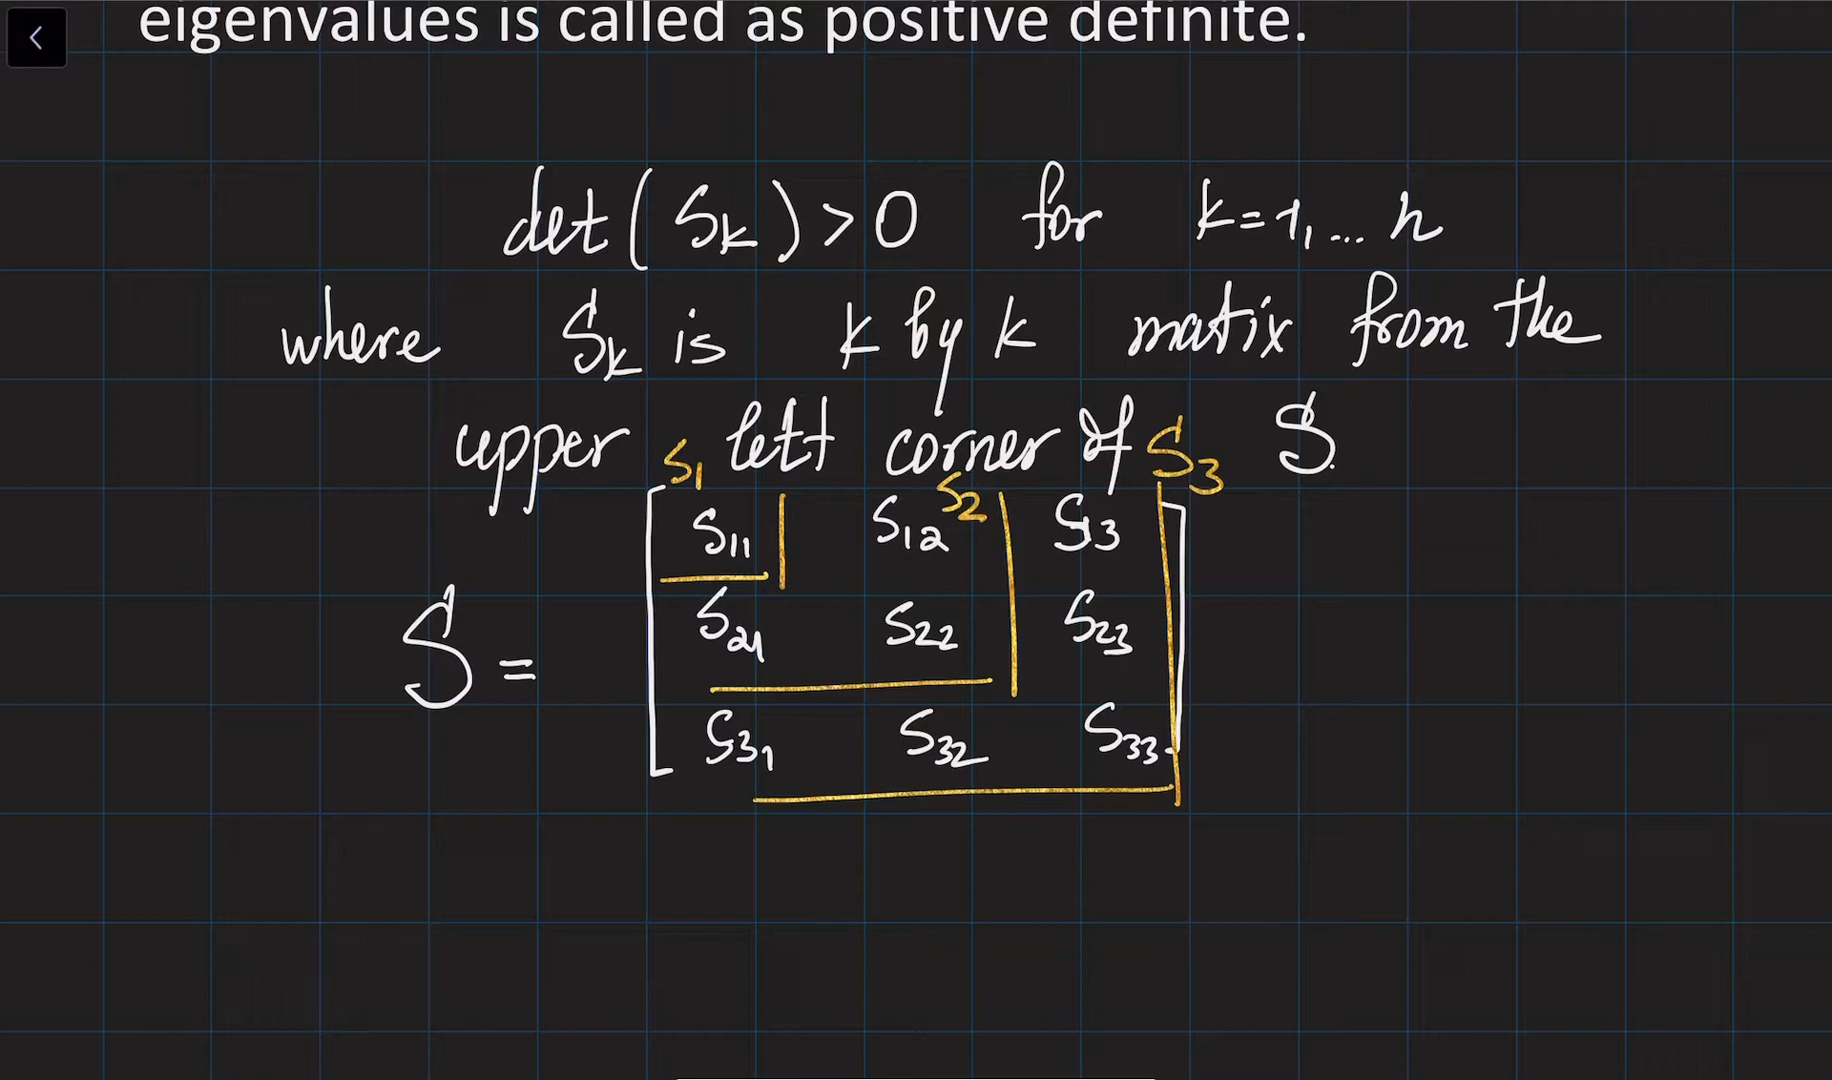 eigenvalues is called as positive definite.
det(Sk)>0 for k=1,... n
where Sk is k by k matix from the
upper left corner of S.
S1 S2 S3
S11 S12 S13
S21 S22 S23
S =
S31 S32 S33